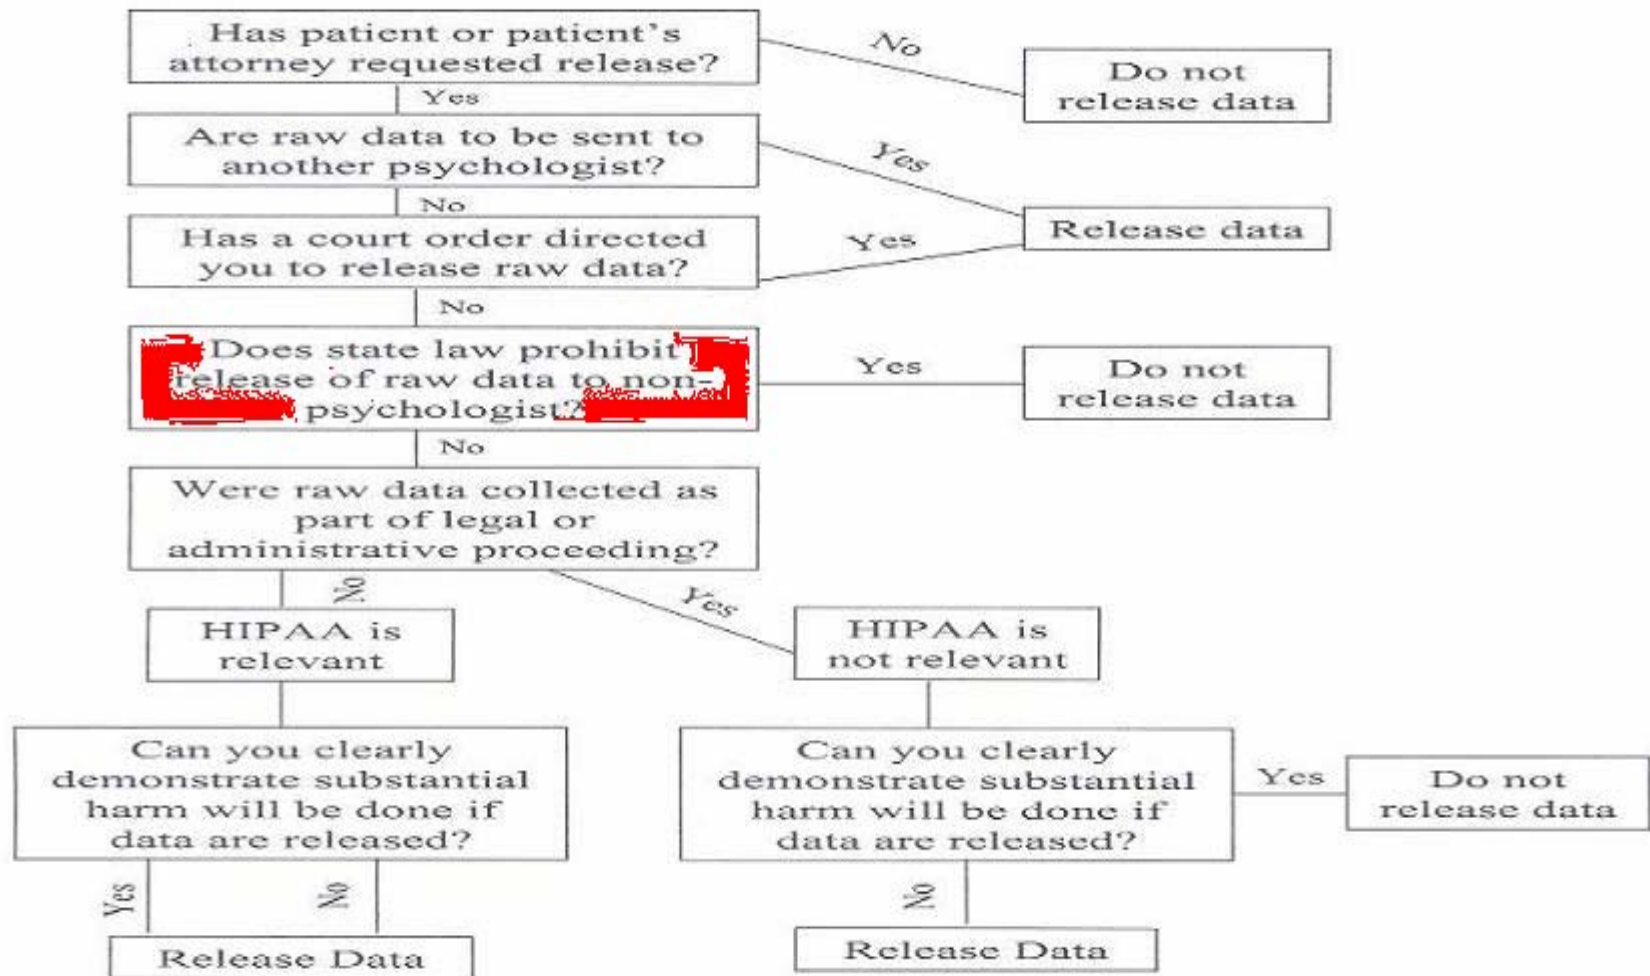 Has patient or patient's
attorney requested release?
No
Do not
release data
Yes
Are raw data to be sent to
another psychologist?
Yes
No
Release data
Has a court order directed
you to release raw data?
Yes
No
Does state law prohibit
release of raw data to non-
psychologist?
Yes
Do not
release data
No
Were raw data collected as
part of legal or
administrative proceeding?
No
Yes
HIPAA is
relevant
HIPAA is
not relevant
Can you clearly
demonstrate substantial
harm will be done if
data are released?
Can you clearly
demonstrate substantial
harm will be done if
data are released?
Yes
Do not
release data
Yes
No
No
Release Data
Release Data